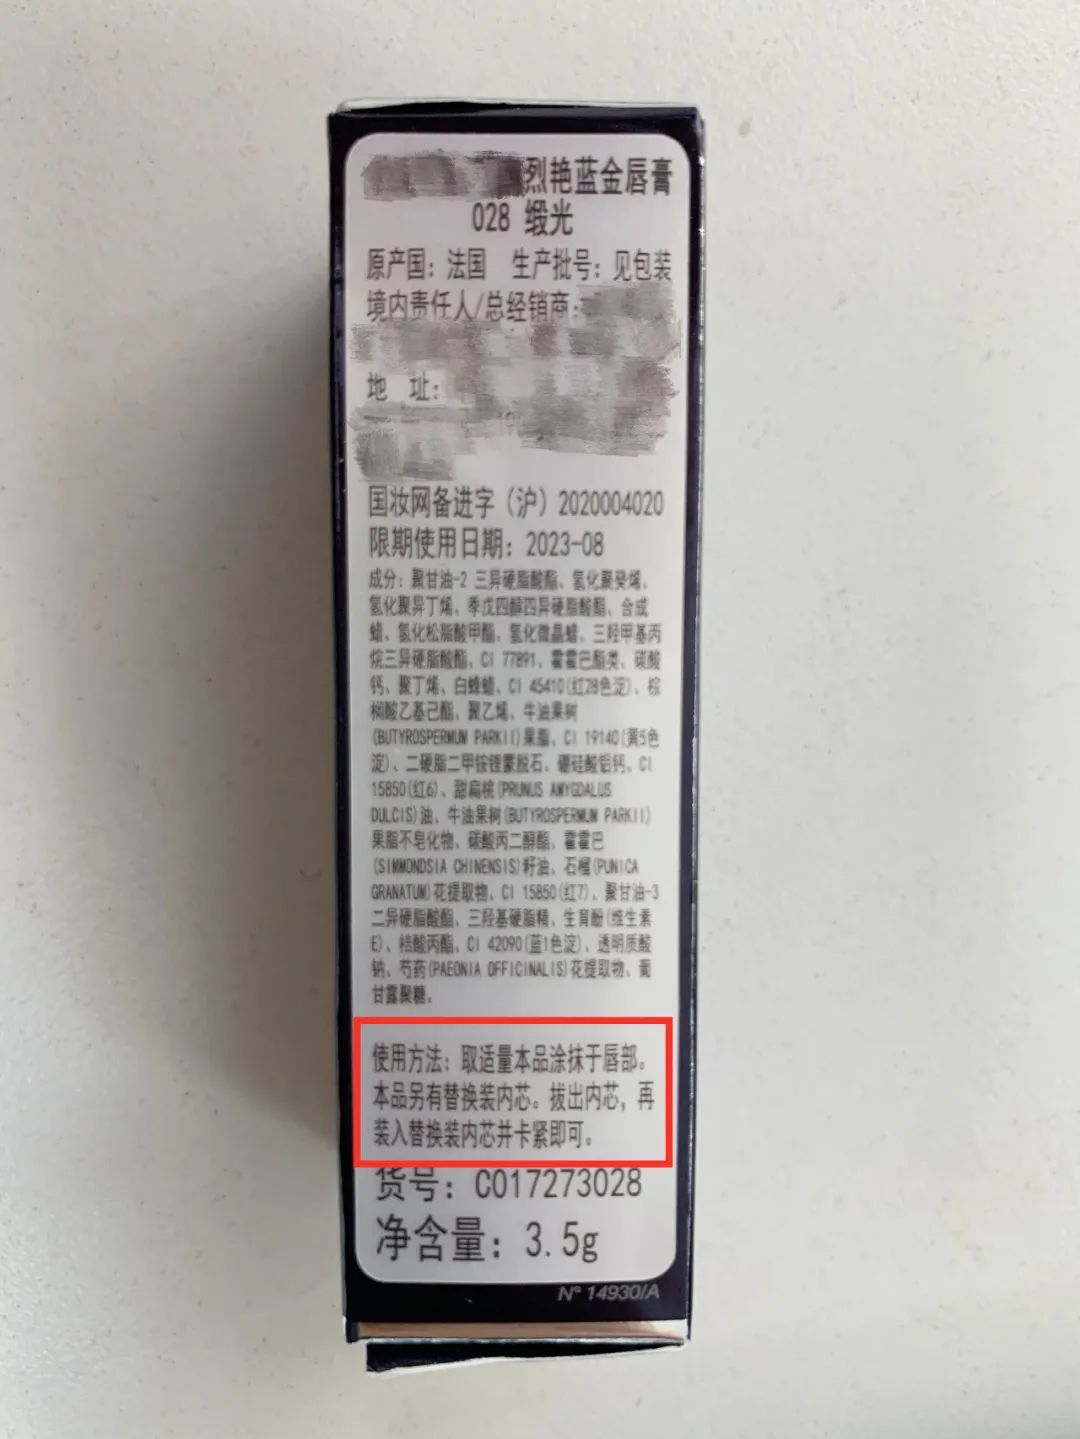 烈艳蓝金唇膏
028 缎光
原产国：法国 生产批号：见包装
境内责任人/总经销商：
地 址：
国妆网备进字（沪）2020004020
限期使用日期：2023-08
成分：聚甘油-2 三异硬脂酸酯、氢化聚癸烯、
氢化聚异丁烯、季戊四醇四异硬脂酸酯、合成
蜡、氢化松脂酸甲酯、氢化微晶蜡、三羟甲基丙
烷三异硬脂酸酯、CI 77891、霍霍巴酯类、碳酸
钙、聚丁烯、白蜂蜡、CI 45410(红28色淀)、棕
榈酸乙基己酯、聚乙烯、牛油果树
(BUTYROSPERMUM PARKII)果脂、CI 19140(黄5色
淀)、二硬脂二甲铵锂蒙脱石、硼硅酸铝钙、CI
15850(红6)、甜扁桃(PRUNUS AMYGDALUS
DULCIS)油、牛油果树(BUTYROSPERMUM PARKII)
果脂不皂化物、碳酸丙二醇酯、霍霍巴
(SIMMONDSIA CHINENSIS)籽油、石榴(PUNICA
GRANATUM)花提取物、CI 15850(红7)、聚甘油-3
二异硬脂酸酯、三羟基硬脂精、生育酚(维生素
E)、桔酸丙酯、CI 42090(蓝1色淀)、透明质酸
钠、芍药(PAEONIA OFFICINALIS)花提取物、葡
甘露聚糖。
使用方法：取适量本品涂抹于唇部。
本品另有替换装内芯。拔出内芯，再
装入替换装内芯并卡紧即可。
货号：C017273028
净含量：3.5g
N° 14930/A